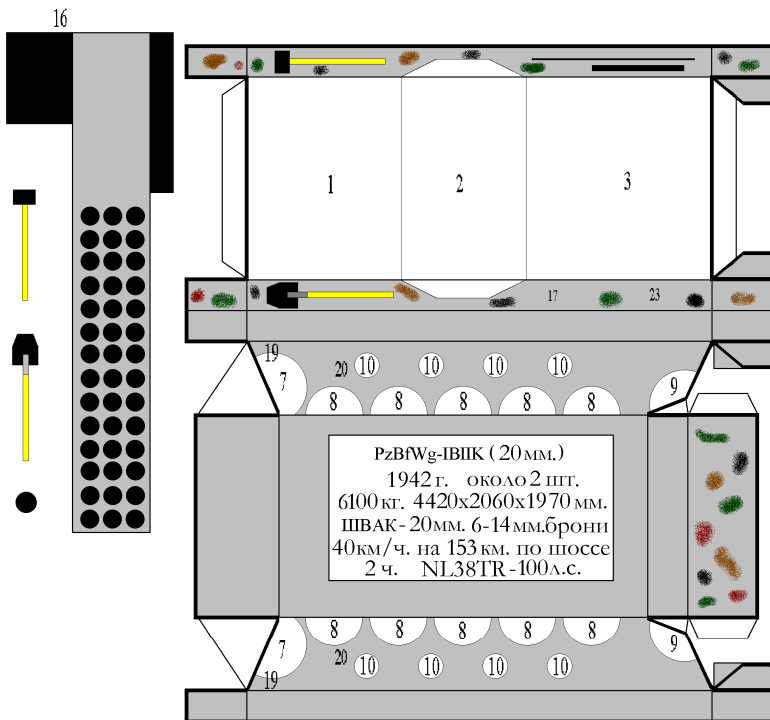 16
1 2 3
17 23
19 7 20 10 10 10 10 9
8 8 8 8 8
PzBfWg-IBIIK (20мм.)
1942 г. около 2 шт.
6100 кг. 4420х2060х1970 мм.
ШВАК - 20мм. 6-14 мм.брони
40км/ч. на 153 км. по шоссе
2 ч. NL38TR -100л.с.
8 8 8 8 8
7 20 10 10 10 10 9
19